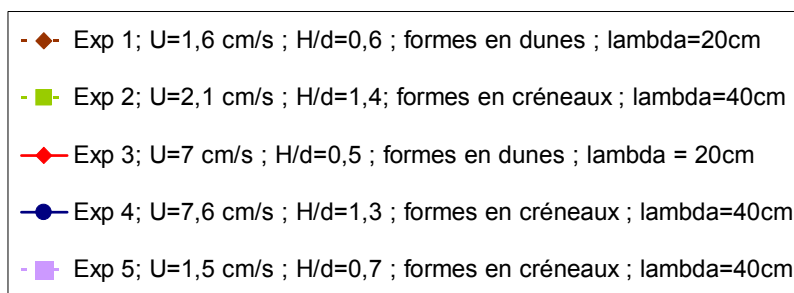 Exp 1; U=1,6 cm/s ; H/d=0,6 ; formes en dunes ; lambda=20cm
Exp 2; U=2,1 cm/s ; H/d=1,4; formes en créneaux ; lambda=40cm
Exp 3; U=7 cm/s ; H/d=0,5 ; formes en dunes ; lambda = 20cm
Exp 4; U=7,6 cm/s ; H/d=1,3 ; formes en créneaux ; lambda=40cm
Exp 5; U=1,5 cm/s ; H/d=0,7 ; formes en créneaux ; lambda=40cm